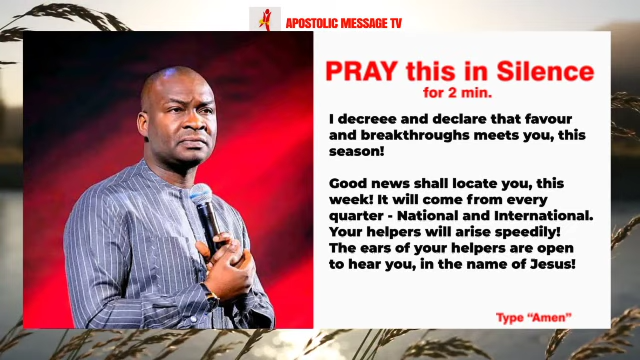 APOSTOLIC MESSAGE TV
PRAY this in Silence
for 2 min.
I decreee and declare that favour
and breakthroughs meets you, this
season!
Good news shall locate you, this
week! It will come from every
quarter - National and International.
Your helpers will arise speedily!
The ears of your helpers are open
to hear you, in the name of Jesus!
Type “Amen”